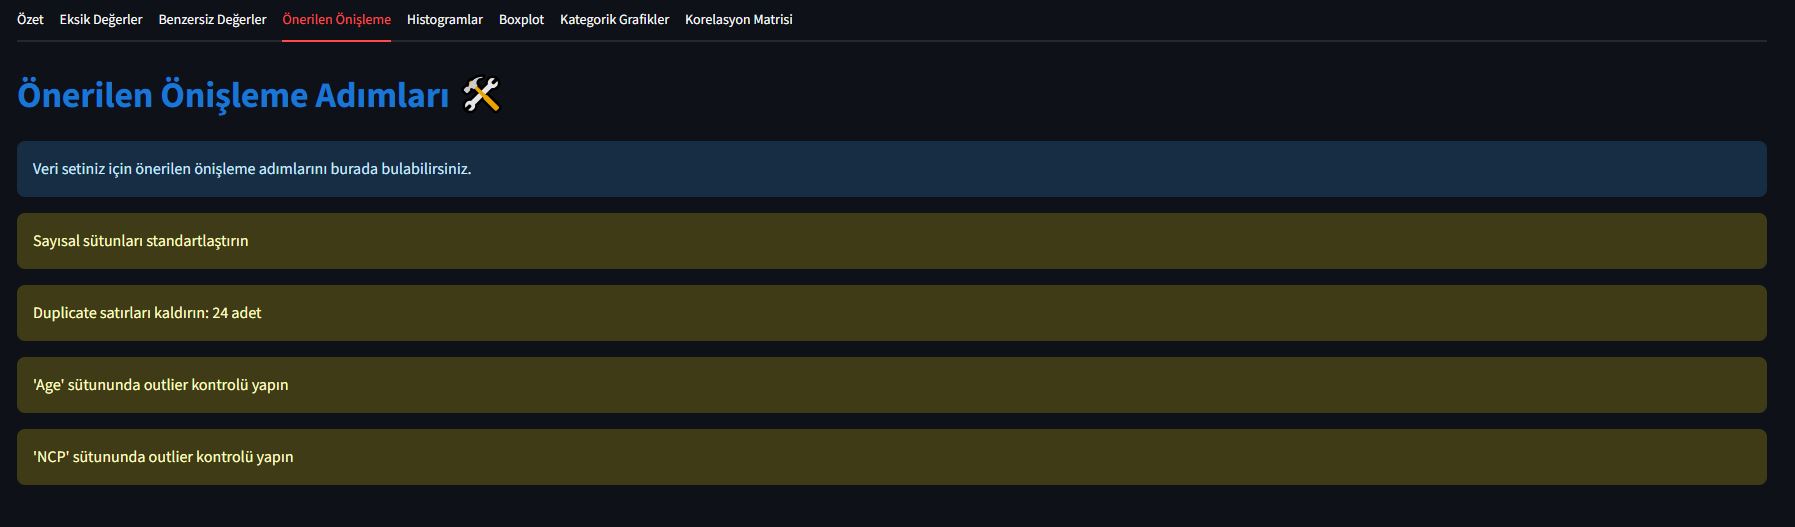 Özet Eksik Değerler Benzersiz Değerler Önerilen Önişleme Histogramlar Boxplot Kategorik Grafikler Korelasyon Matrisi
Önerilen Önişleme Adımları 🛠️
Veri setiniz için önerilen önişleme adımlarını burada bulabilirsiniz.
Sayısal sütunları standartlaştırın
Duplicate satırları kaldırın: 24 adet
'Age' sütununda outlier kontrolü yapın
'NCP' sütununda outlier kontrolü yapın